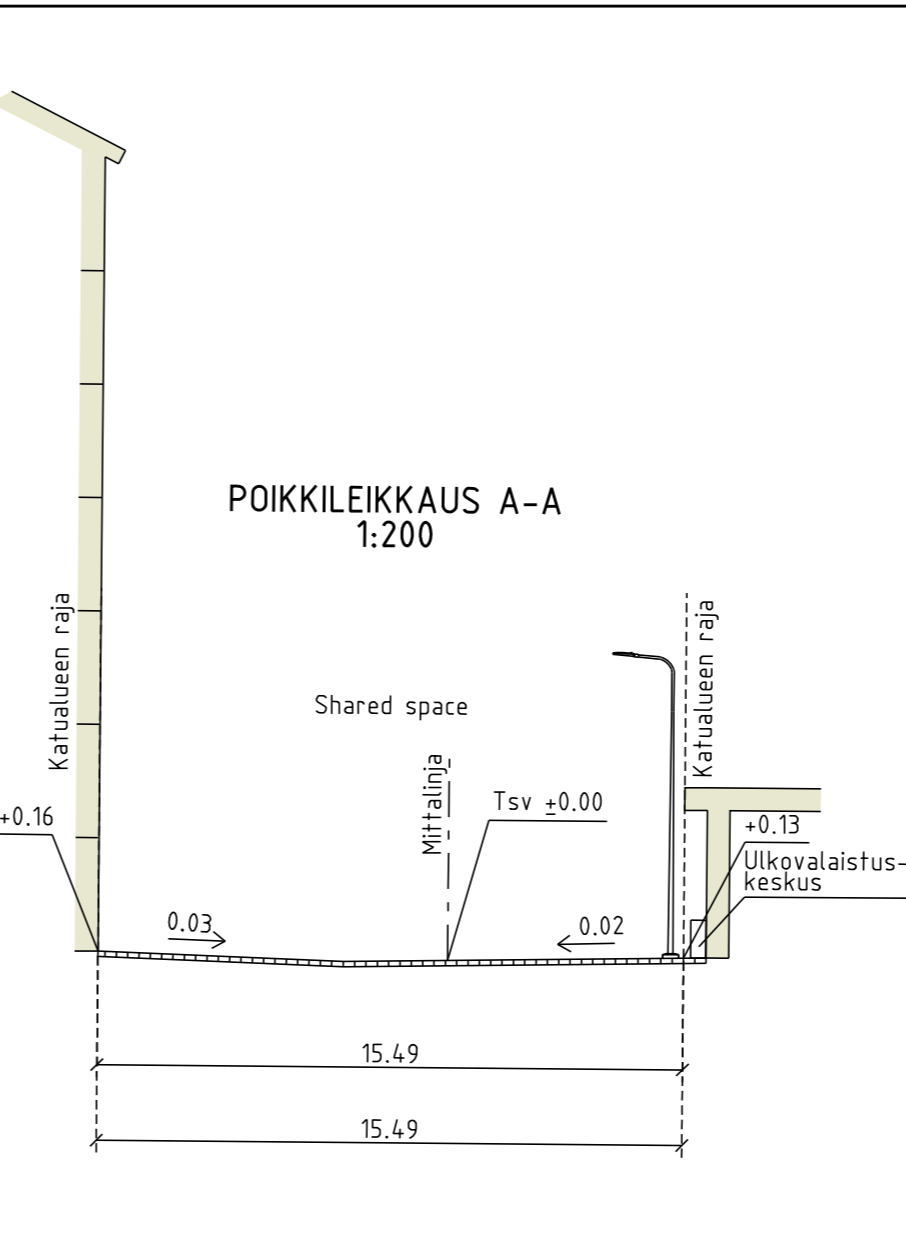 POIKKILEIKKAUS A-A
1:200
Katualueen raja
Katualueen raja
Shared space
Mittalinja
Tsv ±0.00
+0.16
+0.13
Ulkovalaistus-
keskus
0.03
0.02
15.49
15.49